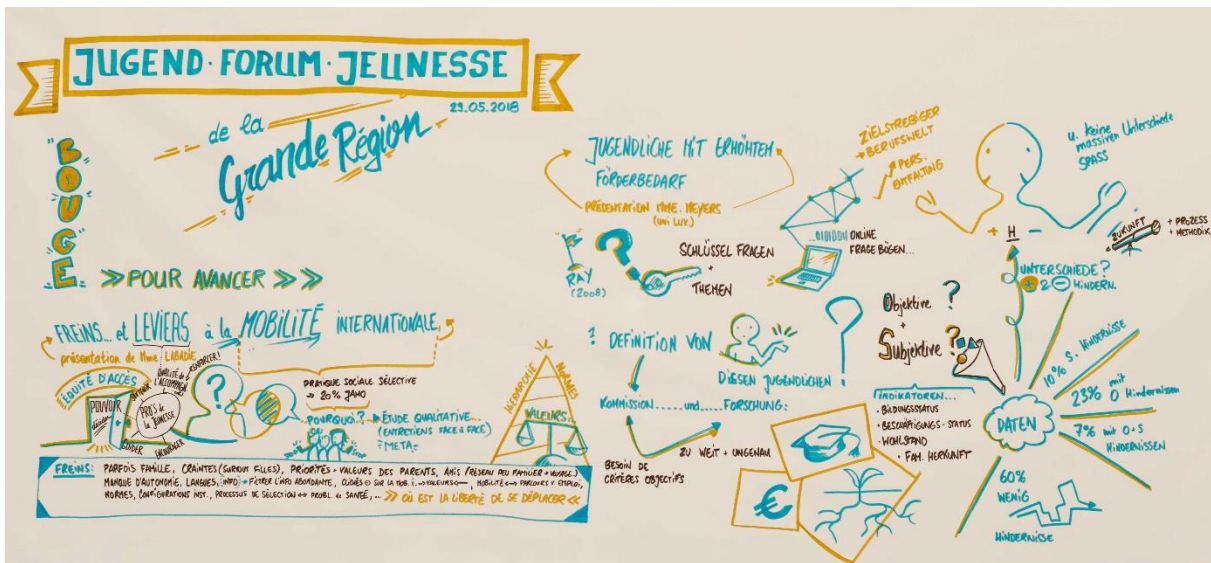 JUGEND · FORUM · JEUNESSE
29.05.2018
de la
Grande Région
BOUGE
>> POUR AVANCER >>>
FREINS... et LEVIERS à la MOBILITÉ INTERNATIONALE
présentation de Mme LABADIE
ÉQUITÉ D'ACCÈS
POUVOIR
décider
PROS de
la JEUNESSE
QUALITÉ de
L'ACCOMPAGN.
RENFORCER!
?
PRATIQUE SOCIALE SÉLECTIVE
→ 20%
POURQUOI?
ÉTUDE QUALITATIVE...
(ENTRETIENS FACE à FACE)
META-
HIERARCHIE
NORMES
VALEURS...
FREINS: PARFOIS FAMILLE, CRAINTES (SURTOUT FILLES), PRIORITÉS + VALEURS DES PARENTS, AMIS (RÉSEAU PEU FAMILIER + VOYAGE)
MANQUE D'AUTONOMIE, LANGUES, INFO → FILTRER L'INFO ABONDANTE, CLICHÉS SUR LA MOB. i. → VALEURS ←, MOBILITÉ ↔ PARCOURS EMPLOI,
NORMES, CONFIGURATIONS INST., PROCESSUS DE SÉLECTION ↔ PROBL SANTÉ, ... >> OÙ EST LA LIBERTÉ DE SE DÉPLACER <<
JUGENDLICHE MIT ERHÖHTEM
FÖRDERBEDARF
PRÉSENTATION MME. MEYERS
(UNI LUX.)
RAY
(2008)
SCHLÜSSEL FRAGEN
+
THEMEN
ZIELSTREBIGER
→ BERUFSWELT
→ PERS.
ENTFALTUNG
ONLINE
FRAGE BÖGEN...
? DEFINITION VON
DIESEN JUGENDLICHEN
?
KOMMISSION......und.....FORSCHUNG:
BESOIN DE
CRITÈRES OBJECTIFS
ZU WEIT + UNGENAU
€
Objektive ?
+
Subjektive ?
INDIKATOREN...
· BILDUNGSSTATUS
· BESCHÄFTIGUNGS-STATUS
· WOHLSTAND
· FAM. HERKUNFT
u. keine
massiven Unterschiede
SPASS
+ H −
ZUKUNFT
+ PROZESS
+ METHODIK
UNTERSCHIEDE?
HINDERN.
DATEN
10% S. HINDERNISSE
23% mit
O Hindernissen
7% mit O+S
HINDERNISSEN
60%
WENIG
HINDERNISSE